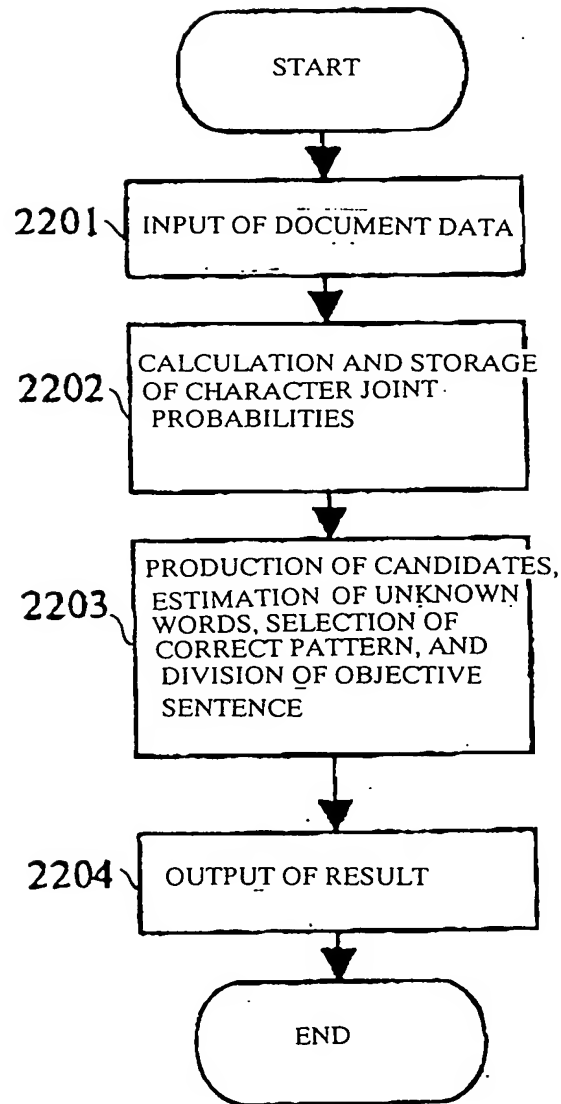 START
2201
INPUT OF DOCUMENT DATA
2202
CALCULATION AND STORAGE
OF CHARACTER JOINT
PROBABILITIES
2203
PRODUCTION OF CANDIDATES,
ESTIMATION OF UNKNOWN
WORDS, SELECTION OF
CORRECT PATTERN, AND
DIVISION OF OBJECTIVE
SENTENCE
2204
OUTPUT OF RESULT
END